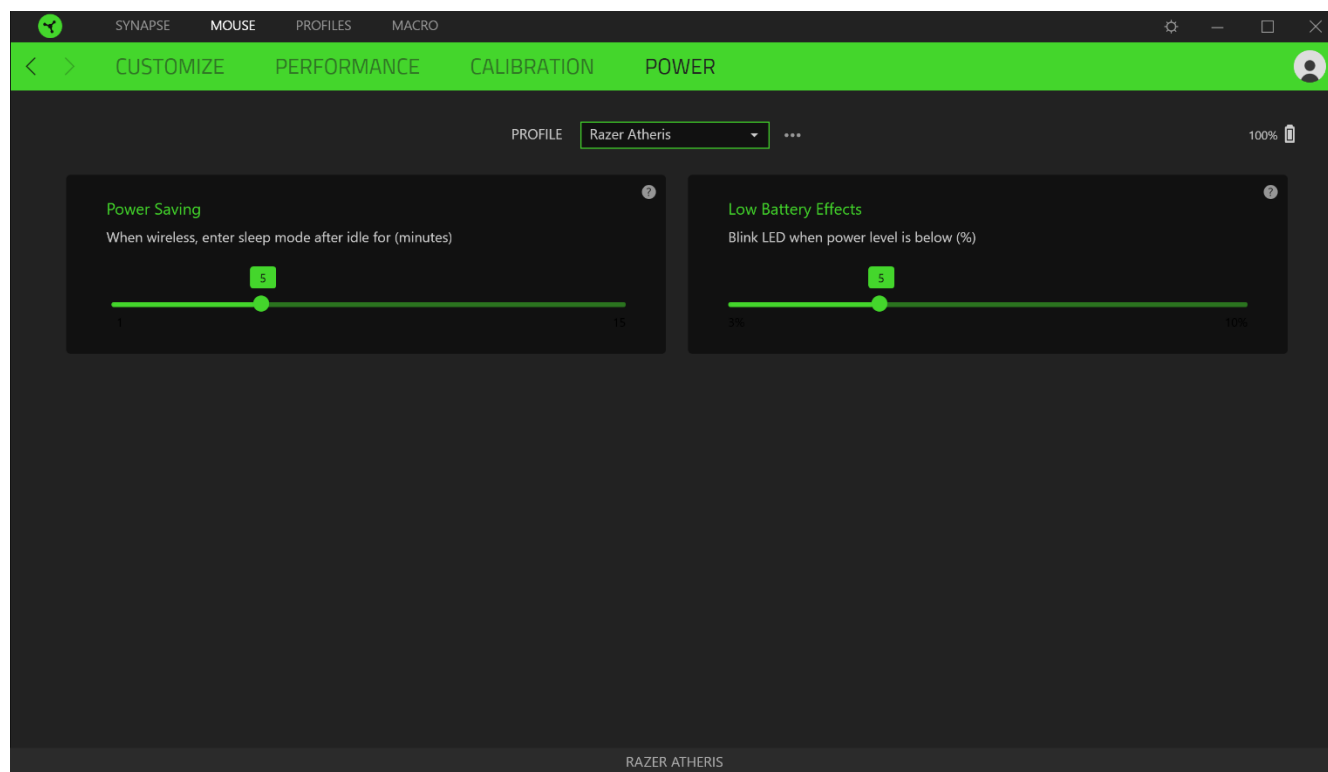 SYNAPSE MOUSE PROFILES MACRO
CUSTOMIZE PERFORMANCE CALIBRATION POWER
PROFILE Razer Atheris 100%
Power Saving
When wireless, enter sleep mode after idle for (minutes)
5
1 15
Low Battery Effects
Blink LED when power level is below (%)
5
3% 10%
RAZER ATHERIS